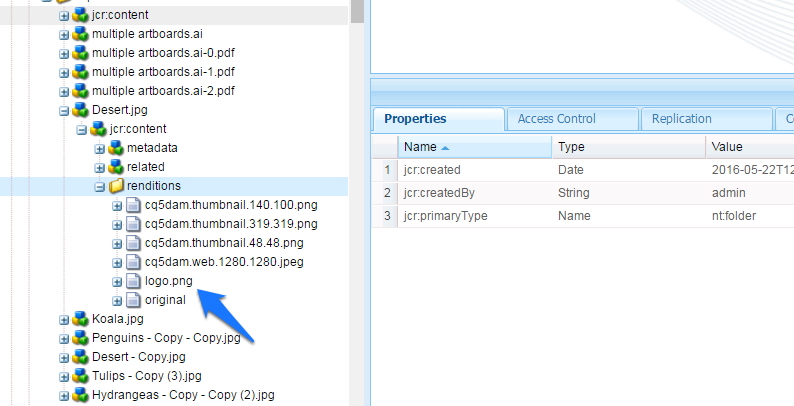 jcr:content
multiple artboards.ai
multiple artboards.ai-0.pdf
multiple artboards.ai-1.pdf
multiple artboards.ai-2.pdf
Desert.jpg
jcr:content
metadata
related
renditions
cq5dam.thumbnail.140.100.png
cq5dam.thumbnail.319.319.png
cq5dam.thumbnail.48.48.png
cq5dam.web.1280.1280.jpeg
logo.png
original
Koala.jpg
Penguins - Copy - Copy.jpg
Desert - Copy.jpg
Tulips - Copy (3).jpg
Hydrangeas - Copy - Copy (2).jpg
Properties Access Control Replication
Name Type Value
1 jcr:created Date 2016-05-22T12
2 jcr:createdBy String admin
3 jcr:primaryType Name nt:folder